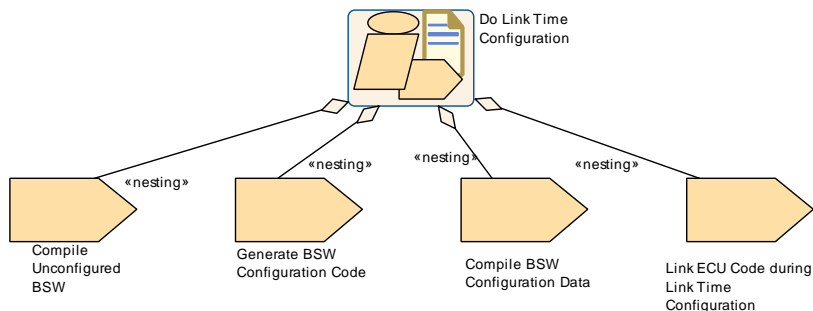 Do Link Time
Configuration
«nesting»
«nesting»
«nesting»
«nesting»
Compile
Unconfigured
BSW
Generate BSW
Configuration Code
Compile BSW
Configuration Data
Link ECU Code during
Link Time
Configuration